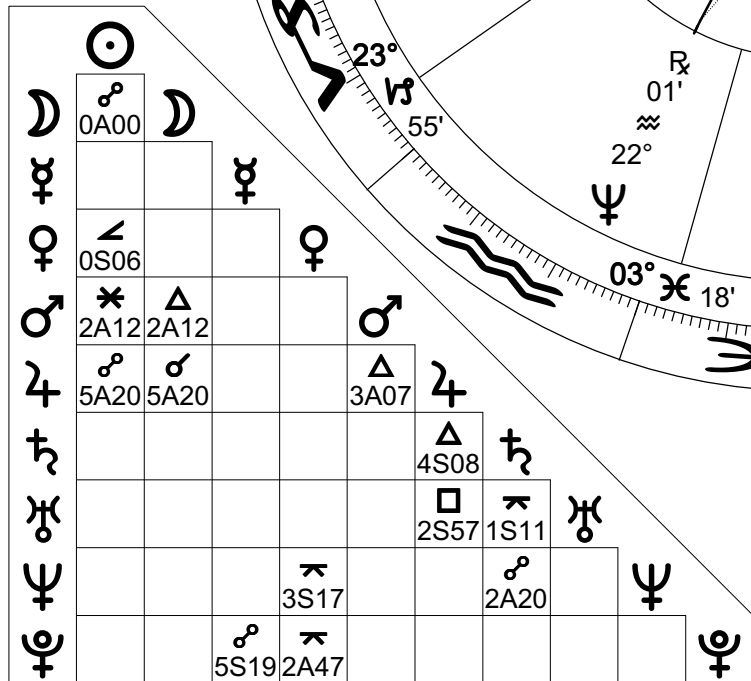 ☉
☽ ☍ ☽
0A00
☿ ☿
♀ ∠ ♀
0S06
♂ ⚹ △ ♂
2A12 2A12
♃ ☍ ☌ △ ♃
5A20 5A20 3A07
♄ △ ♄
4S08
♅ □ ⚻ ♅
2S57 1S11
♆ ⚻ ☍ ♆
3S17 2A20
♇ ☍ ⚻ ♇
5S19 2A47
23°
♑
55'
℞
01'
♒
22°
♆
♒
03° ♓ 18'